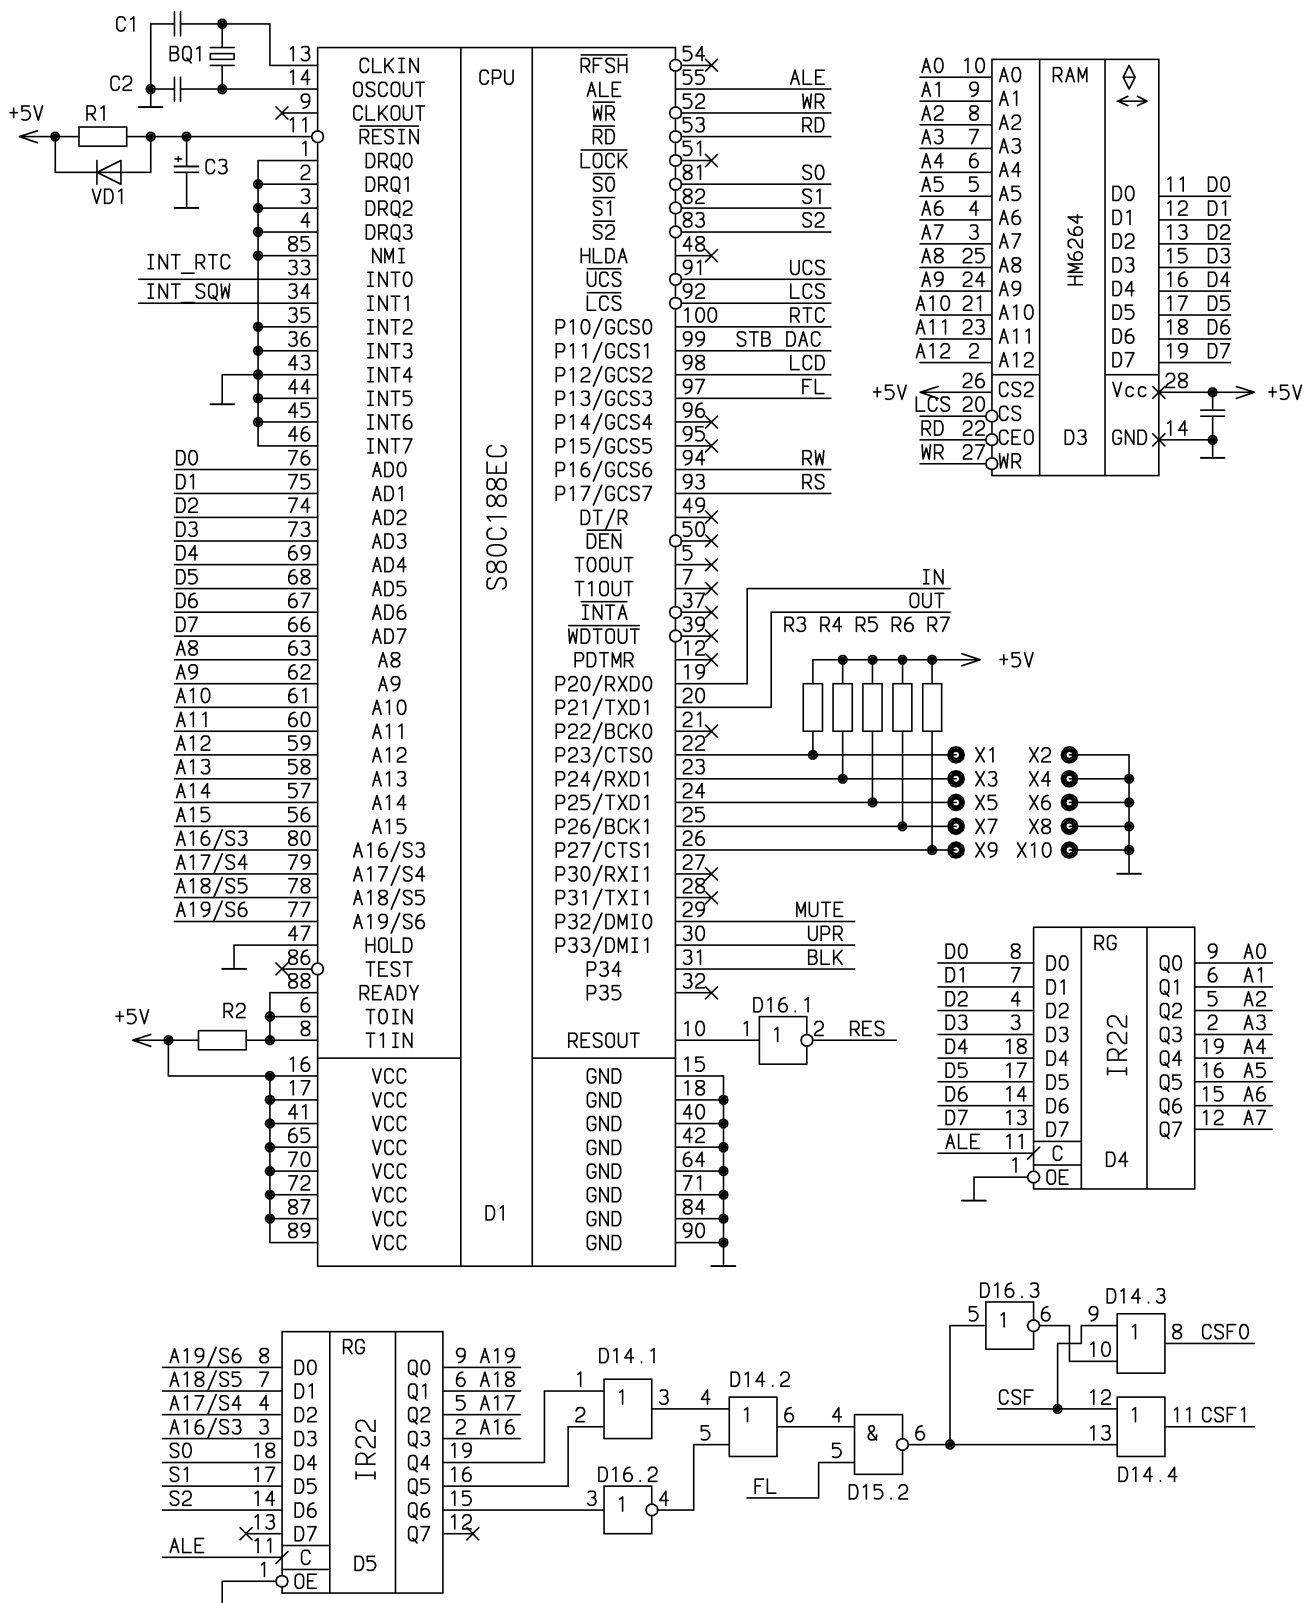 C1
BQ1
C2
+5V
R1
VD1
C3
INT_RTC
INT_SQW
13 CLKIN
14 OSCOUT
9 CLKOUT
11 RESIN
1 DRQ0
2 DRQ1
3 DRQ2
4 DRQ3
85 NMI
33 INT0
34 INT1
35 INT2
36 INT3
43 INT4
44 INT5
45 INT6
46 INT7
D0 76 AD0
D1 75 AD1
D2 74 AD2
D3 73 AD3
D4 69 AD4
D5 68 AD5
D6 67 AD6
D7 66 AD7
A8 63 A8
A9 62 A9
A10 61 A10
A11 60 A11
A12 59 A12
A13 58 A13
A14 57 A14
A15 56 A15
A16/S3 80 A16/S3
A17/S4 79 A17/S4
A18/S5 78 A18/S5
A19/S6 77 A19/S6
47 HOLD
86 TEST
88 READY
6 T0IN
8 T1IN
+5V
R2
16 VCC
17 VCC
41 VCC
65 VCC
70 VCC
72 VCC
87 VCC
89 VCC
CPU
S80C188EC
D1
RFSH 54
ALE 55 ALE
WR 52 WR
RD 53 RD
LOCK 51
S0 81 S0
S1 82 S1
S2 83 S2
HLDA 48
UCS 91 UCS
LCS 92 LCS
P10/GCS0 100 RTC
P11/GCS1 99 STB_DAC
P12/GCS2 98 LCD
P13/GCS3 97 FL
P14/GCS4 96
P15/GCS5 95
P16/GCS6 94 RW
P17/GCS7 93 RS
DT/R 49
DEN 50
T0OUT 5
T1OUT 7
INTA 37
WDTOUT 39
PDTMR 12
P20/RXD0 19
P21/TXD1 20
P22/BCK0 21
P23/CTS0 22
P24/RXD1 23
P25/TXD1 24
P26/BCK1 25
P27/CTS1 26
P30/RXI1 27
P31/TXI1 28
P32/DMI0 29 MUTE
P33/DMI1 30 UPR
P34 31 BLK
P35 32
RESOUT 10
D16.1
1 1 2 RES
GND 15
GND 18
GND 40
GND 42
GND 64
GND 71
GND 84
GND 90
IN
OUT
R3 R4 R5 R6 R7
+5V
X1 X2
X3 X4
X5 X6
X7 X8
X9 X10
RAM
HM6264
D3
A0 10 A0
A1 9 A1
A2 8 A2
A3 7 A3
A4 6 A4
A5 5 A5
A6 4 A6
A7 3 A7
A8 25 A8
A9 24 A9
A10 21 A10
A11 23 A11
A12 2 A12
+5V 26 CS2
LCS 20 CS
RD 22 CEO
WR 27 WR
D0 11 D0
D1 12 D1
D2 13 D2
D3 15 D3
D4 16 D4
D5 17 D5
D6 18 D6
D7 19 D7
Vcc 28 +5V
GND 14
RG
IR22
D4
D0 8 D0
D1 7 D1
D2 4 D2
D3 3 D3
D4 18 D4
D5 17 D5
D6 14 D6
D7 13 D7
ALE 11 C
1 OE
Q0 9 A0
Q1 6 A1
Q2 5 A2
Q3 2 A3
Q4 19 A4
Q5 16 A5
Q6 15 A6
Q7 12 A7
RG
IR22
D5
A19/S6 8 D0
A18/S5 7 D1
A17/S4 4 D2
A16/S3 3 D3
S0 18 D4
S1 17 D5
S2 14 D6
13 D7
ALE 11 C
1 OE
Q0 9 A19
Q1 6 A18
Q2 5 A17
Q3 2 A16
Q4 19
Q5 16
Q6 15
Q7 12
D14.1
1 1 3
2
D16.2
3 1 4
D14.2
4 1 6
5
4 & 6
5
FL
D15.2
D16.3
5 1 6
D14.3
9 1 8 CSF0
10
CSF
12 1 11 CSF1
13
D14.4